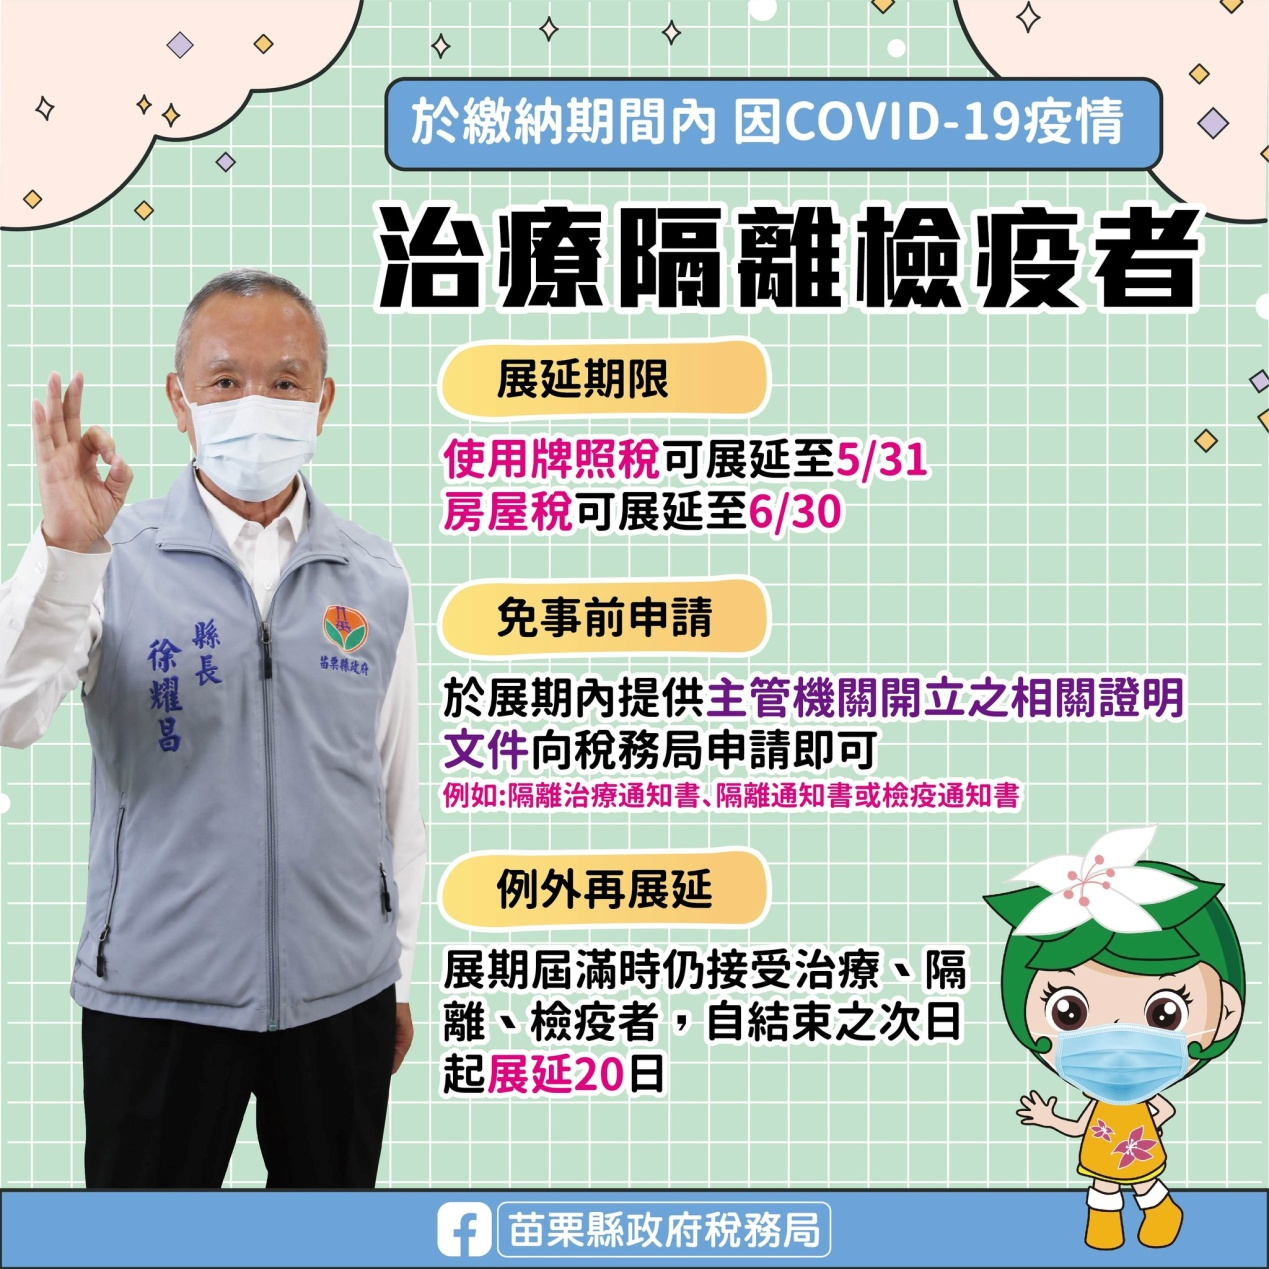 於繳納期間內 因COVID-19疫情
治療隔離檢疫者
展延期限
使用牌照稅可展延至5/31
房屋稅可展延至6/30
免事前申請
於展期內提供主管機關開立之相關證明
文件向稅務局申請即可
例如:隔離治療通知書、隔離通知書或檢疫通知書
例外再展延
展期屆滿時仍接受治療、隔
離、檢疫者，自結束之次日
起展延20日
縣長
徐耀昌
苗栗縣政府
苗栗縣政府稅務局